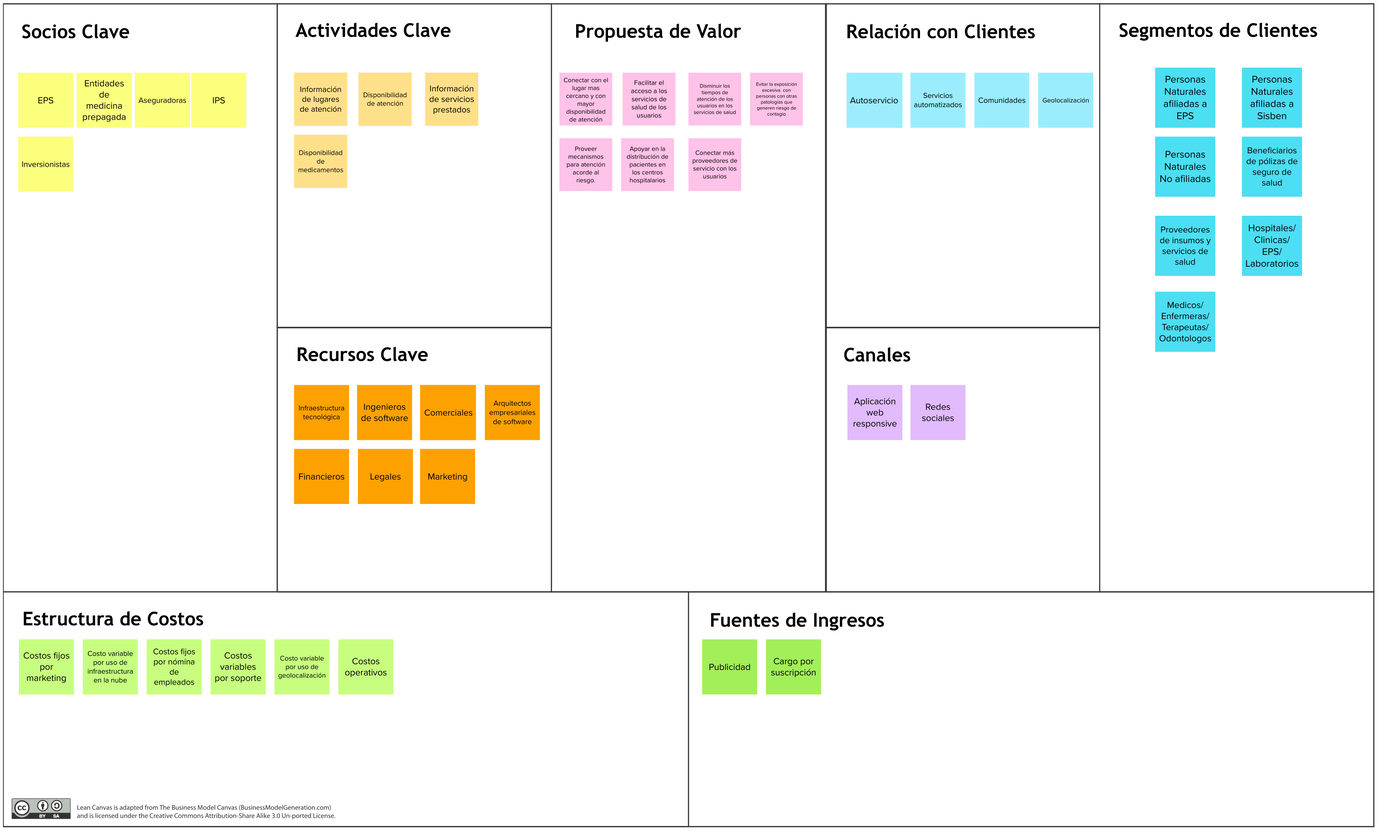 Socios Clave
EPS
Entidades
de
medicina
prepagada
Aseguradoras
IPS
Inversionistas
Actividades Clave
Información
de lugares
de atención
Disponibilidad
de atención
Información
de servicios
prestados
Disponibilidad
de
medicamentos
Recursos Clave
Infraestructura
tecnológica
Ingenieros
de software
Comerciales
Arquitectos
empresariales
de software
Financieros
Legales
Marketing
Propuesta de Valor
Conectar con el
lugar mas
cercano y con
mayor
disponibilidad
de atención
Facilitar el
acceso a los
servicios de
salud de los
usuarios
Disminuir los
tiempos de
atención de los
usuarios en los
servicios de salud
Evitar la exposición
excesiva con
personas con otras
patologías que
generen riesgo de
contagio
Proveer
mecanismos
para atención
acorde al
riesgo.
Apoyar en la
distribución de
pacientes en
los centros
hospitalarios
Conectar más
proveedores de
servicio con los
usuarios
Relación con Clientes
Autoservicio
Servicios
automatizados
Comunidades
Geolocalización
Canales
Aplicación
web
responsive
Redes
sociales
Segmentos de Clientes
Personas
Naturales
afiliadas a
EPS
Personas
Naturales
afiliadas a
Sisben
Personas
Naturales
No afiliadas
Beneficiarios
de pólizas de
seguro de
salud
Proveedores
de insumos y
servicios de
salud
Hospitales/
Clinicas/
EPS/
Laboratorios
Medicos/
Enfermeras/
Terapeutas/
Odontologos
Estructura de Costos
Costos fijos
por
marketing
Costo variable
por uso de
infraestructura
en la nube
Costos fijos
por nómina
de
empleados
Costos
variables
por soporte
Costo variable
por uso de
geolocalización
Costos
operativos
Fuentes de Ingresos
Publicidad
Cargo por
suscripción
CC
BY SA
Lean Canvas is adapted from The Business Model Canvas (BusinessModelGeneration.com)
and is licensed under the Creative Commons Attribution-Share Alike 3.0 Un-ported License.